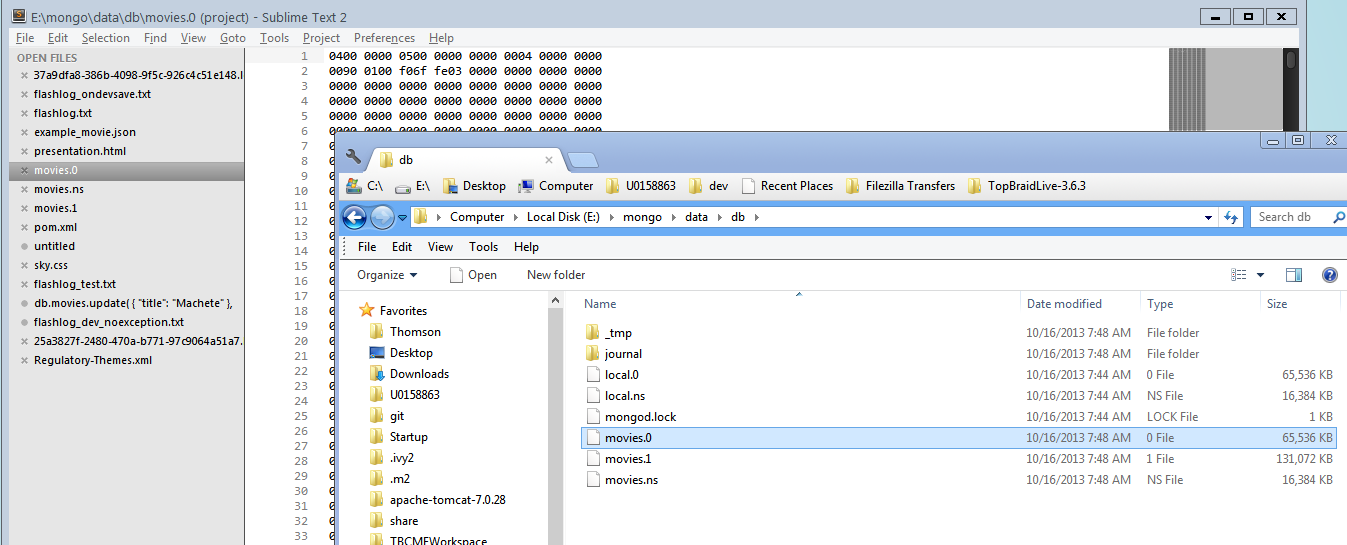 E:\mongo\data\db\movies.0 (project) - Sublime Text 2
File Edit Selection Find View Goto Tools Project Preferences Help
OPEN FILES
37a9dfa8-386b-4098-9f5c-926c4c51e148.l
flashlog_ondevsave.txt
flashlog.txt
example_movie.json
presentation.html
movies.0
movies.ns
movies.1
pom.xml
untitled
sky.css
flashlog_test.txt
db.movies.update( { "title": "Machete" },
flashlog_dev_noexception.txt
25a3827f-2480-470a-b771-97c9064a51a7.
Regulatory-Themes.xml
1 0400 0000 0500 0000 0000 0004 0000 0000
2 0090 0100 f06f fe03 0000 0000 0000 0000
3 0000 0000 0000 0000 0000 0000 0000 0000
4 0000 0000 0000 0000 0000 0000 0000 0000
5 0000 0000 0000 0000 0000 0000 0000 0000
6 0000 0000 0000 0000 0000 0000 0000 0000
7 0
8 0
9 0
10 0
11 0
12 0
13 0
14 0
15 0
16 0
17 0
18 0
19 0
20 0
21 0
22 0
23 0
24 0
25 0
26 0
27 0
28 0
29 0
30 0
31 0
32 0
33 0
db
C:\ E:\ Desktop Computer U0158863 dev Recent Places Filezilla Transfers TopBraidLive-3.6.3
Computer Local Disk (E:) mongo data db Search db
File Edit View Tools Help
Organize Open New folder
Favorites
Thomson
Desktop
Downloads
U0158863
git
Startup
.ivy2
.m2
apache-tomcat-7.0.28
share
TBCMEWorkspace
Name Date modified Type Size
_tmp 10/16/2013 7:48 AM File folder
journal 10/16/2013 7:48 AM File folder
local.0 10/16/2013 7:44 AM 0 File 65,536 KB
local.ns 10/16/2013 7:44 AM NS File 16,384 KB
mongod.lock 10/16/2013 7:44 AM LOCK File 1 KB
movies.0 10/16/2013 7:48 AM 0 File 65,536 KB
movies.1 10/16/2013 7:48 AM 1 File 131,072 KB
movies.ns 10/16/2013 7:48 AM NS File 16,384 KB